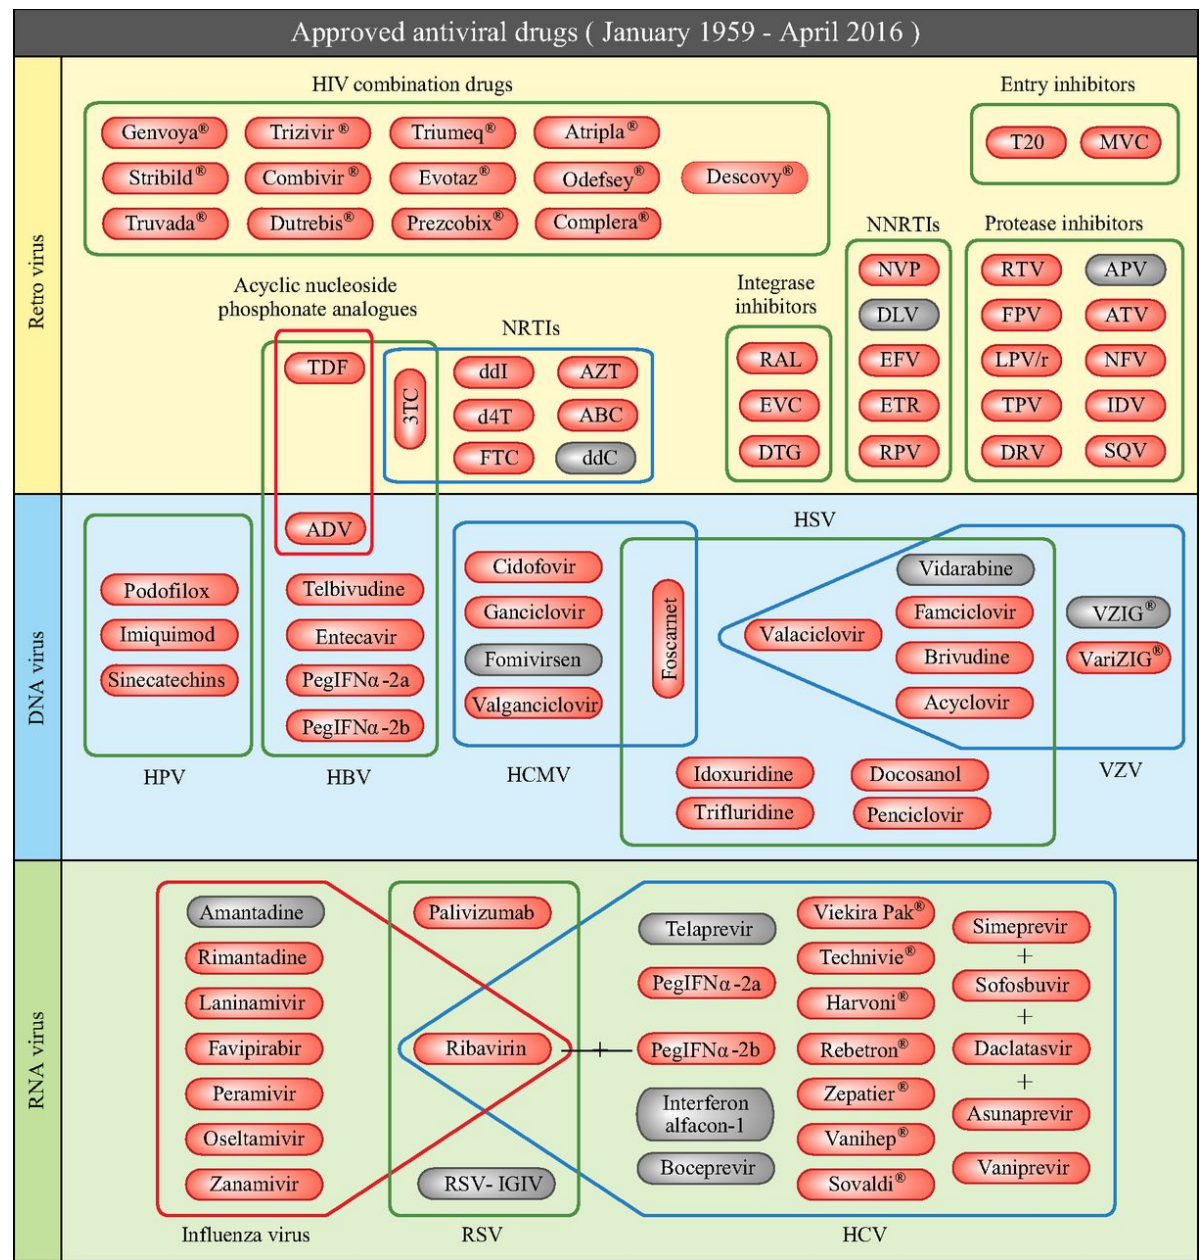 Approved antiviral drugs ( January 1959 - April 2016 )
Retro virus
HIV combination drugs
Genvoya®
Trizivir®
Triumeq®
Atripla®
Stribild®
Combivir®
Evotaz®
Odefsey®
Descovy®
Truvada®
Dutrebis®
Prezcobix®
Complera®
Entry inhibitors
T20
MVC
Acyclic nucleoside
phosphonate analogues
TDF
ADV
NRTIs
3TC
ddI
AZT
d4T
ABC
FTC
ddC
Integrase
inhibitors
RAL
EVC
DTG
NNRTIs
NVP
DLV
EFV
ETR
RPV
Protease inhibitors
RTV
APV
FPV
ATV
LPV/r
NFV
TPV
IDV
DRV
SQV
DNA virus
Podofilox
Imiquimod
Sinecatechins
HPV
Telbivudine
Entecavir
PegIFNα-2a
PegIFNα-2b
HBV
Cidofovir
Ganciclovir
Fomivirsen
Valganciclovir
HCMV
Foscarnet
HSV
Valaciclovir
Vidarabine
Famciclovir
Brivudine
Acyclovir
Idoxuridine
Docosanol
Trifluridine
Penciclovir
VZIG®
VariZIG®
VZV
RNA virus
Amantadine
Rimantadine
Laninamivir
Favipirabir
Peramivir
Oseltamivir
Zanamivir
Influenza virus
Palivizumab
Ribavirin
+
RSV- IGIV
RSV
Telaprevir
PegIFNα-2a
PegIFNα-2b
Interferon
alfacon-1
Boceprevir
Viekira Pak®
Technivie®
Harvoni®
Rebetron®
Zepatier®
Vanihep®
Sovaldi®
Simeprevir
+
Sofosbuvir
+
Daclatasvir
+
Asunaprevir
Vaniprevir
HCV